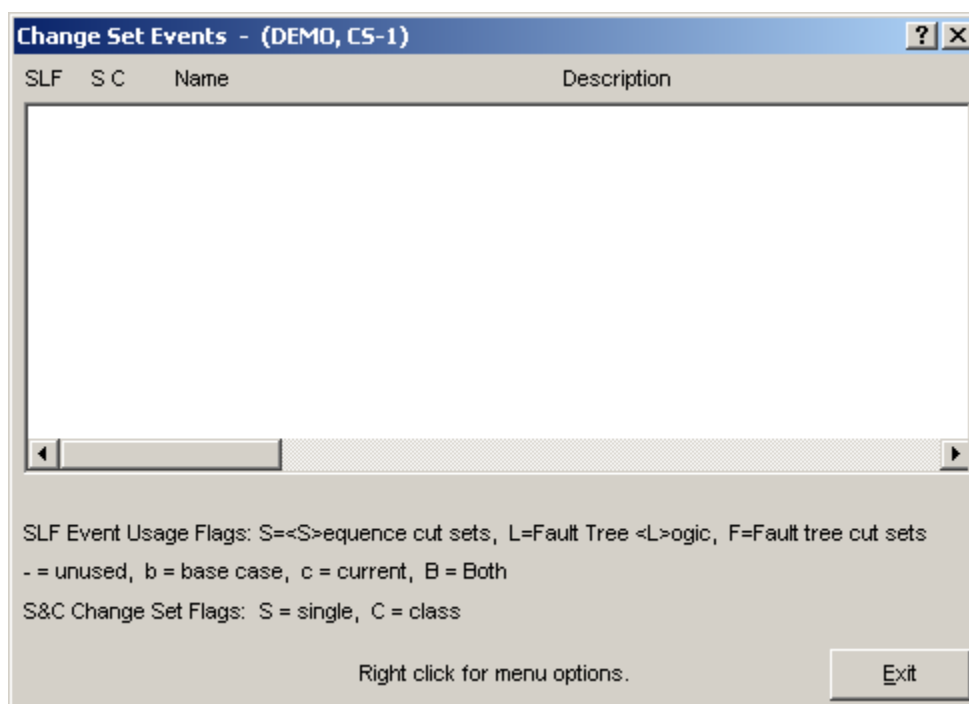 Change Set Events - (DEMO, CS-1)
SLF S C Name Description
SLF Event Usage Flags: S=<S>equence cut sets, L=Fault Tree <L>ogic, F=Fault tree cut sets
- = unused, b = base case, c = current, B = Both
S&C Change Set Flags: S = single, C = class
Right click for menu options.
Exit